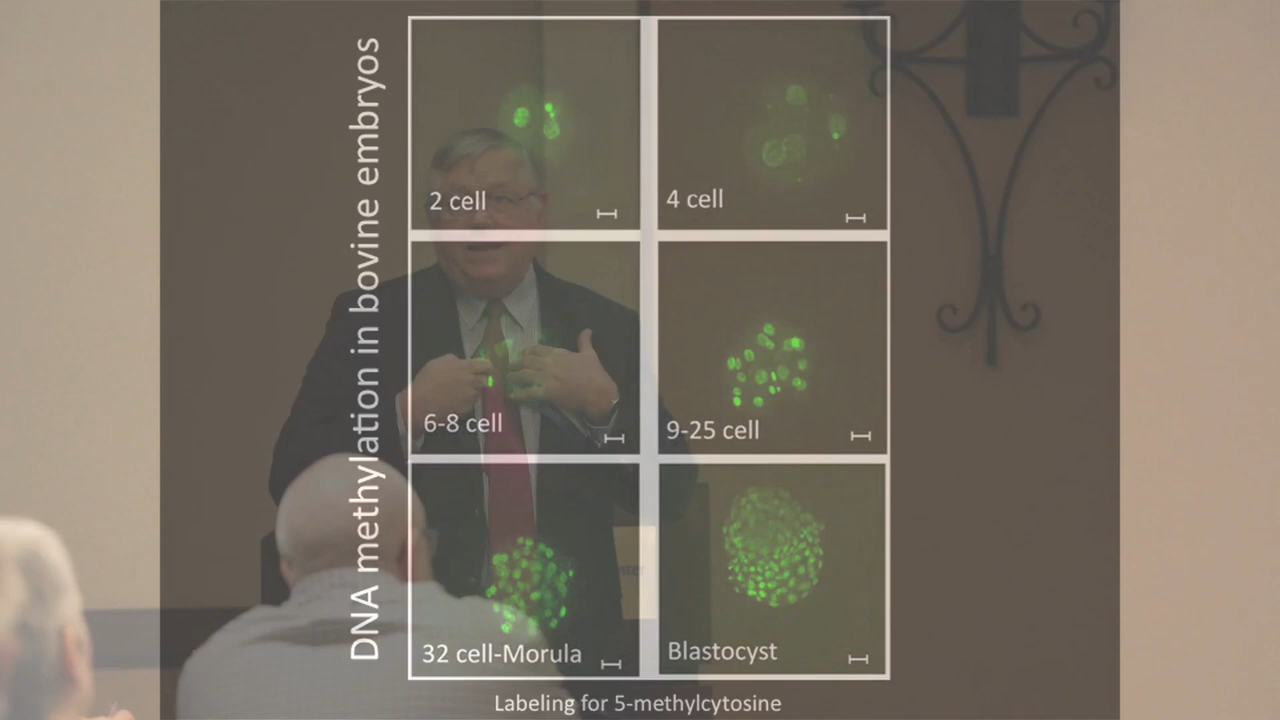 DNA methylation in bovine embryos
2 cell
4 cell
6-8 cell
9-25 cell
32 cell-Morula
Blastocyst
Labeling for 5-methylcytosine